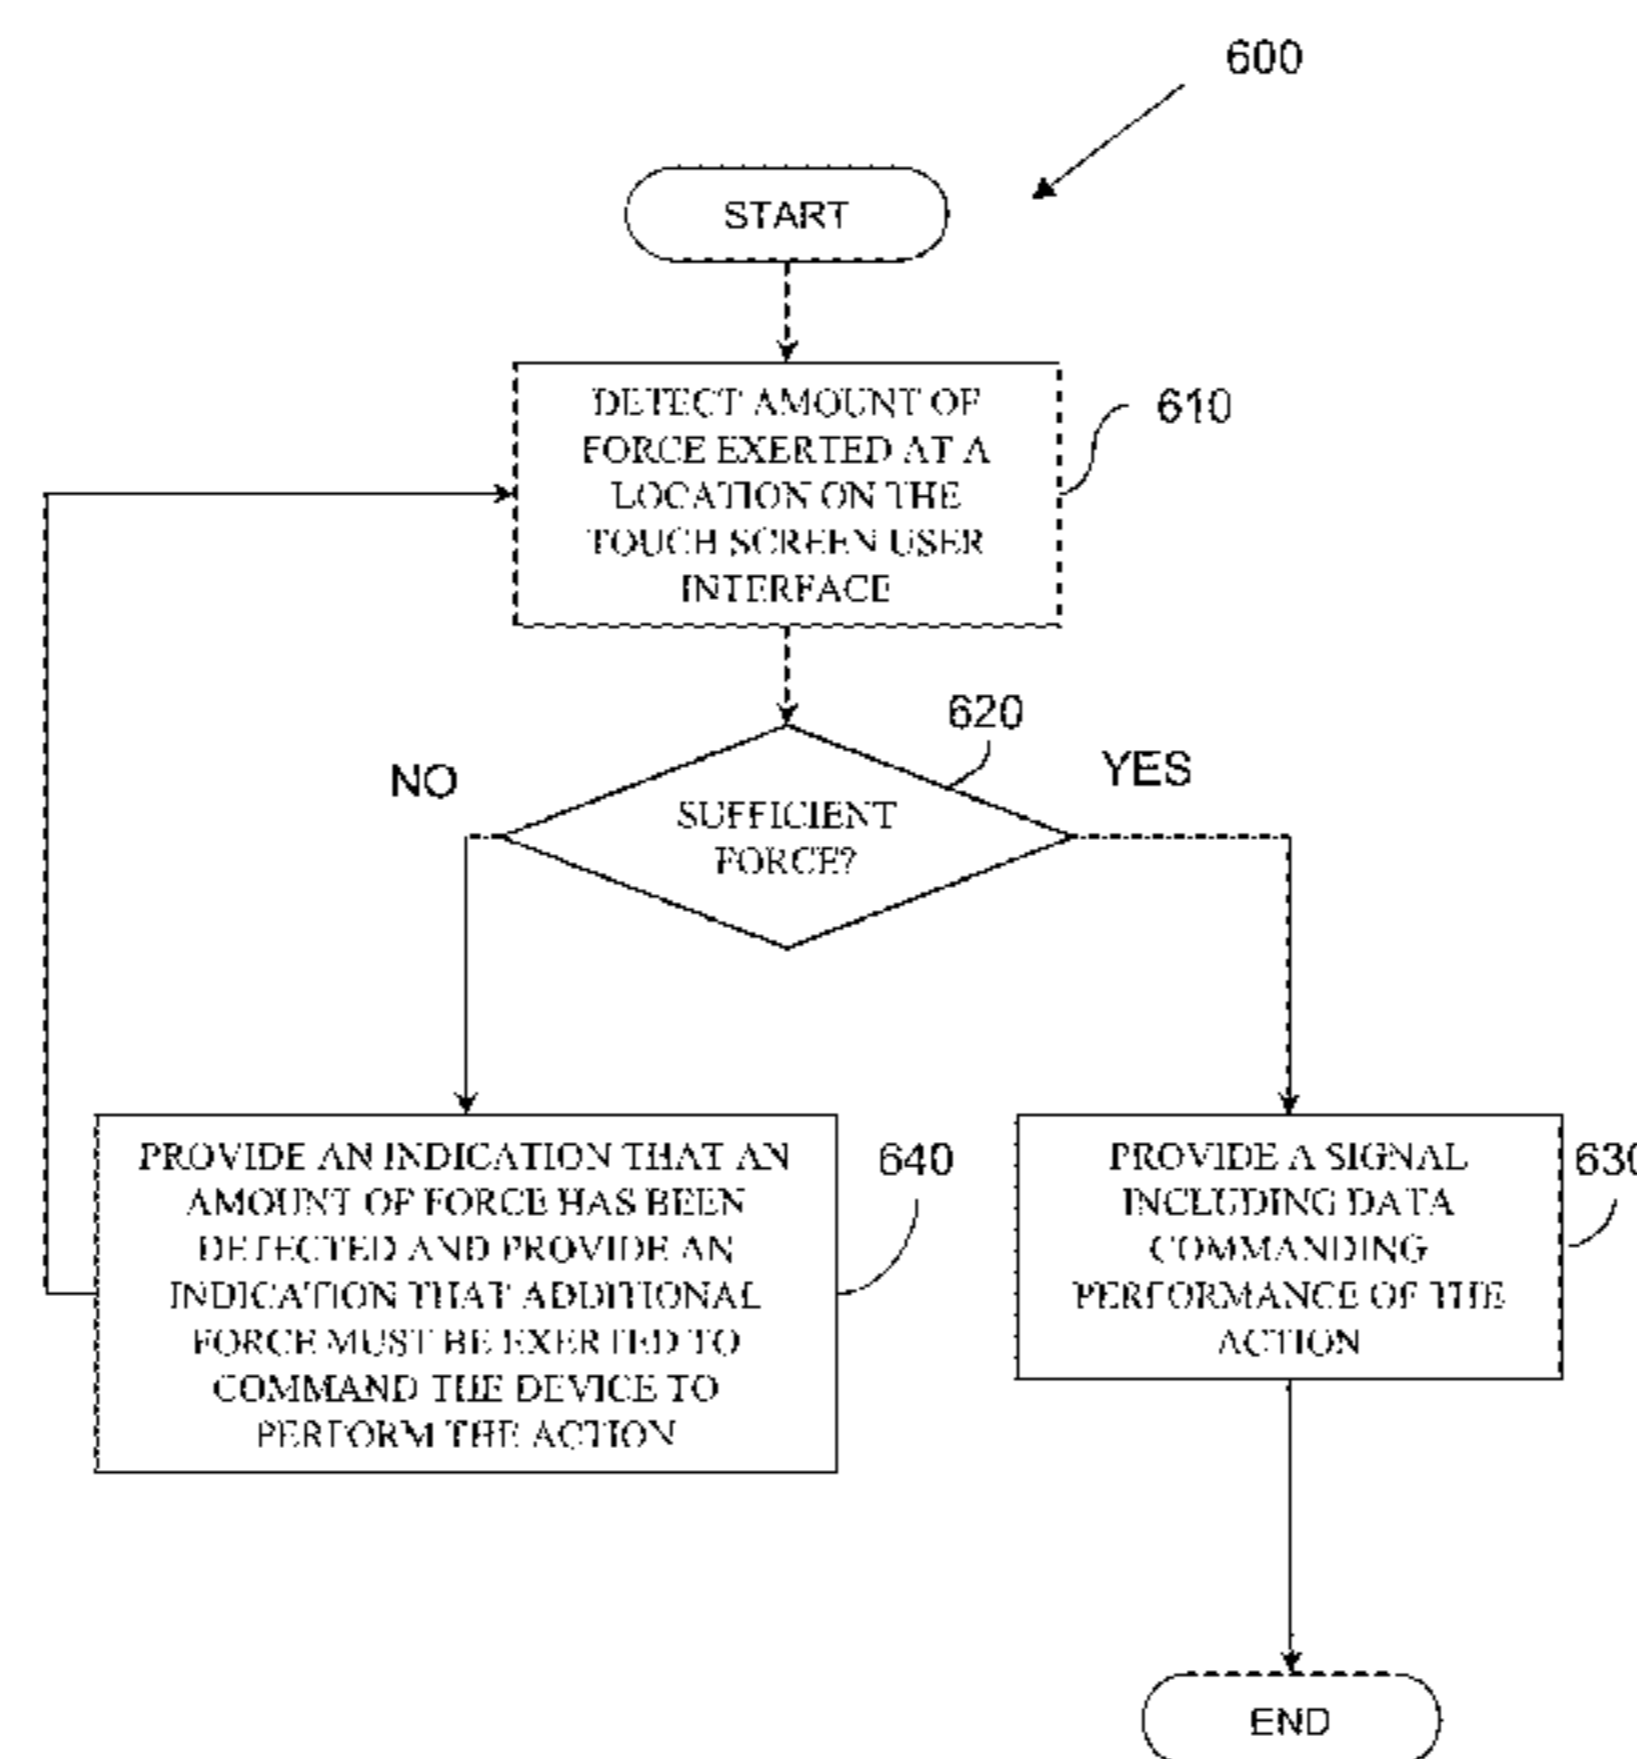 600
START
DETECT AMOUNT OF
FORCE EXERTED AT A
LOCATION ON THE
TOUCH SCREEN USER
INTERFACE
610
620
NO
YES
SUFFICIENT
FORCE?
PROVIDE AN INDICATION THAT AN
AMOUNT OF FORCE HAS BEEN
DETECTED AND PROVIDE AN
INDICATION THAT ADDITIONAL
FORCE MUST BE EXERTED TO
COMMAND THE DEVICE TO
PERFORM THE ACTION
640
PROVIDE A SIGNAL
INCLUDING DATA
COMMANDING
PERFORMANCE OF THE
ACTION
630
END